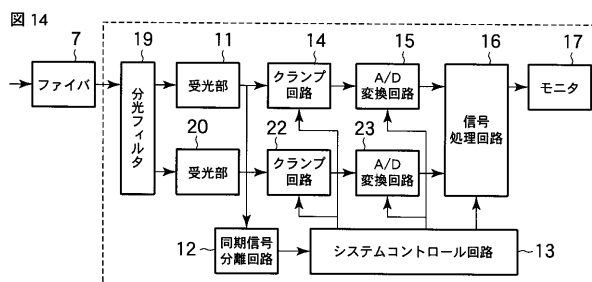 図 14
7
19
11
14
15
16
17
ファイバ
分光フィルタ
受光部
クランプ
回路
A/D
変換回路
信号
処理回路
モニタ
20
22
23
受光部
クランプ
回路
A/D
変換回路
12
同期信号
分離回路
システムコントロール回路
13